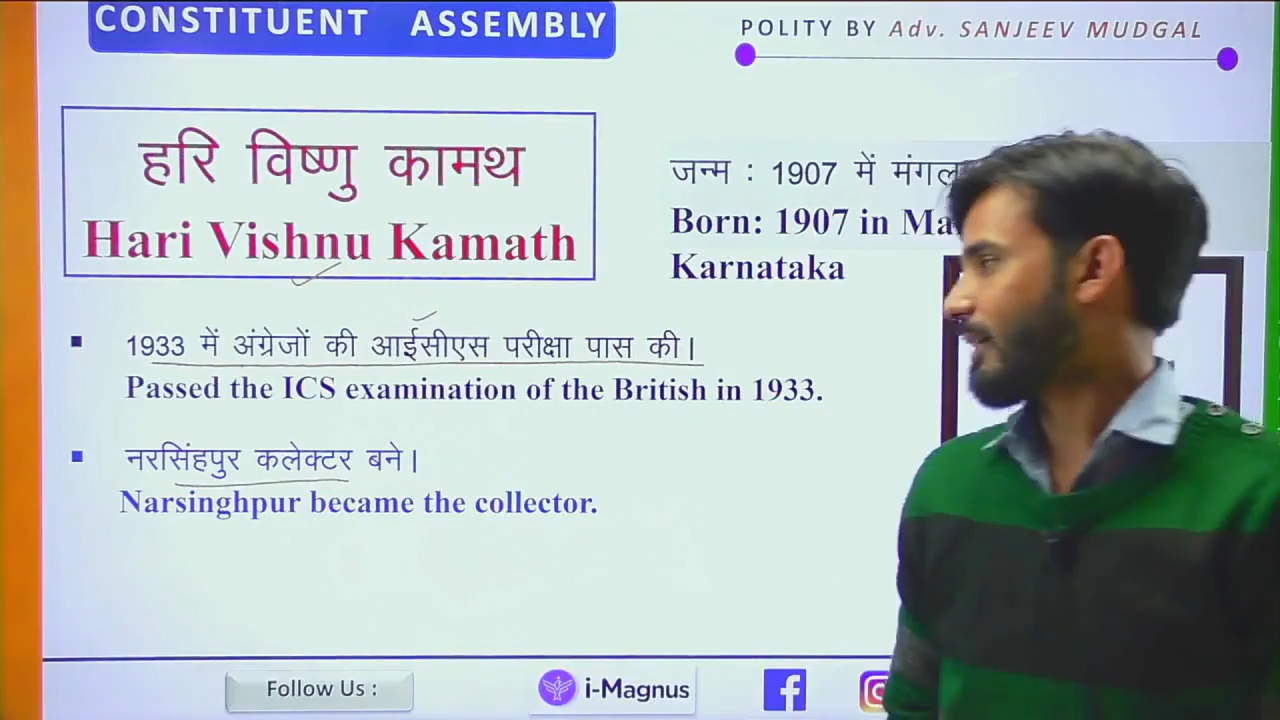 CONSTITUENT ASSEMBLY
POLITY BY Adv. SANJEEV MUDGAL
हरि विष्णु कामथ
Hari Vishnu Kamath
जन्म : 1907 में
Born: 1907 in
Karnataka
1933 में अंग्रेजों की आईसीएस परीक्षा पास की।
Passed the ICS examination of the British in 1933.
नरसिंहपुर कलेक्टर बने।
Narsinghpur became the collector.
Follow Us :
i-Magnus